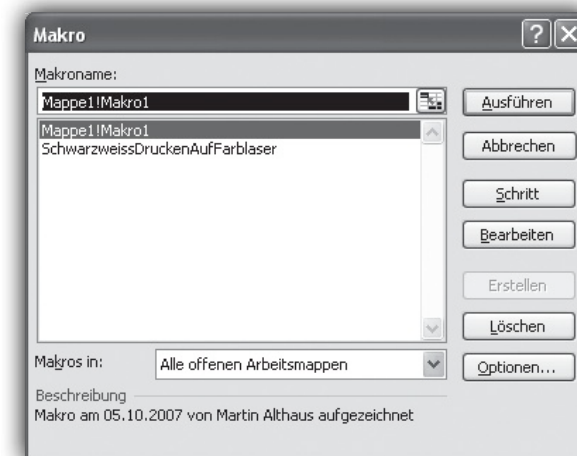 Makro
Makroname:
Mappe1!Makro1
Mappe1!Makro1
SchwarzweissDruckenAufFarblaser
Ausführen
Abbrechen
Schritt
Bearbeiten
Erstellen
Löschen
Optionen...
Makros in:
Alle offenen Arbeitsmappen
Beschreibung
Makro am 05.10.2007 von Martin Althaus aufgezeichnet